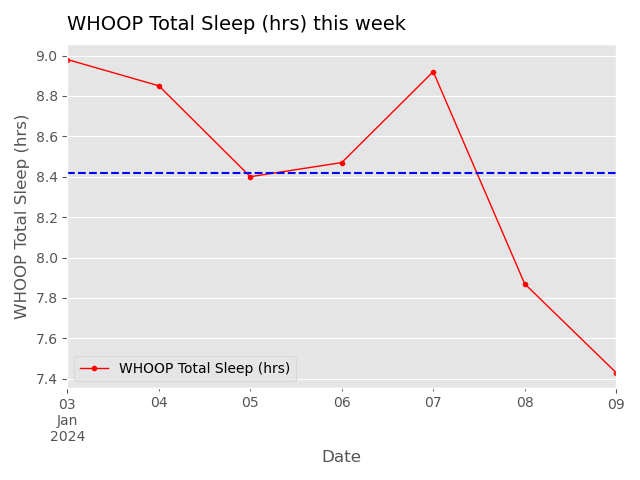 WHOOP Total Sleep (hrs) this week
9.0
8.8
8.6
8.4
8.2
8.0
7.8
7.6
7.4
WHOOP Total Sleep (hrs)
WHOOP Total Sleep (hrs)
03 04 05 06 07 08 09
Jan
2024
Date